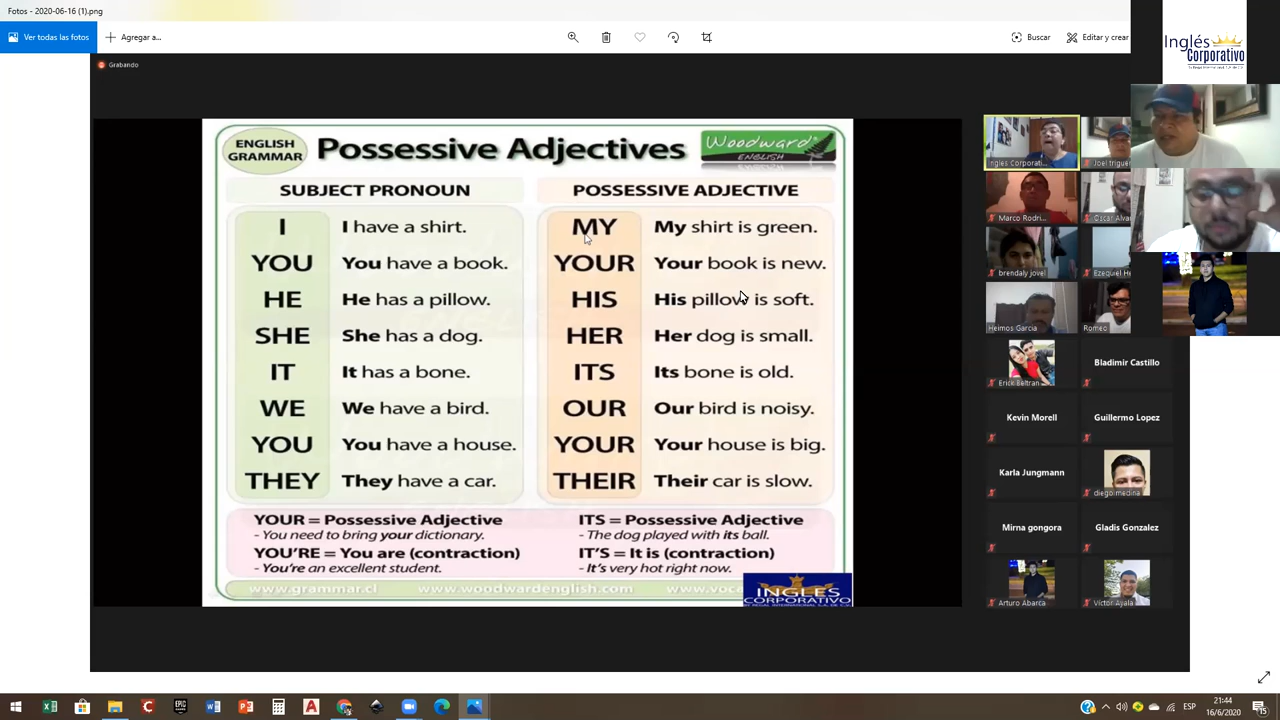 Fotos - 2020-06-16 (1).png
Ver todas las fotos
Agregar a...
Buscar
Editar y crear
Inglés
Corporativo
Grabando
ENGLISH
GRAMMAR
Possessive Adjectives
Woodward
ENGLISH
SUBJECT PRONOUN
POSSESSIVE ADJECTIVE
I
I have a shirt.
MY
My shirt is green.
YOU
You have a book.
YOUR
Your book is new.
HE
He has a pillow.
HIS
His pillow is soft.
SHE
She has a dog.
HER
Her dog is small.
IT
It has a bone.
ITS
Its bone is old.
WE
We have a bird.
OUR
Our bird is noisy.
YOU
You have a house.
YOUR
Your house is big.
THEY
They have a car.
THEIR
Their car is slow.
YOUR = Possessive Adjective
- You need to bring your dictionary.
YOU'RE = You are (contraction)
- You're an excellent student.
ITS = Possessive Adjective
- The dog played with its ball.
IT'S = It is (contraction)
- It's very hot right now.
www.grammar.cl
www.woodwardenglish.com
www.voca
INGLES
CORPORATIVO
Ingles Corporati...
Joel trigue
Marco Rodri...
Oscar Alva
brendaly jovel
Ezequiel He
Heimos Garcia
Romeo
Erick Beltran
Bladimir Castillo
Kevin Morell
Guillermo Lopez
Karla Jungmann
diego medina
Mirna gongora
Gladis Gonzalez
Arturo Abarca
Víctor Ayala
ESP
21:44
16/6/2020
15